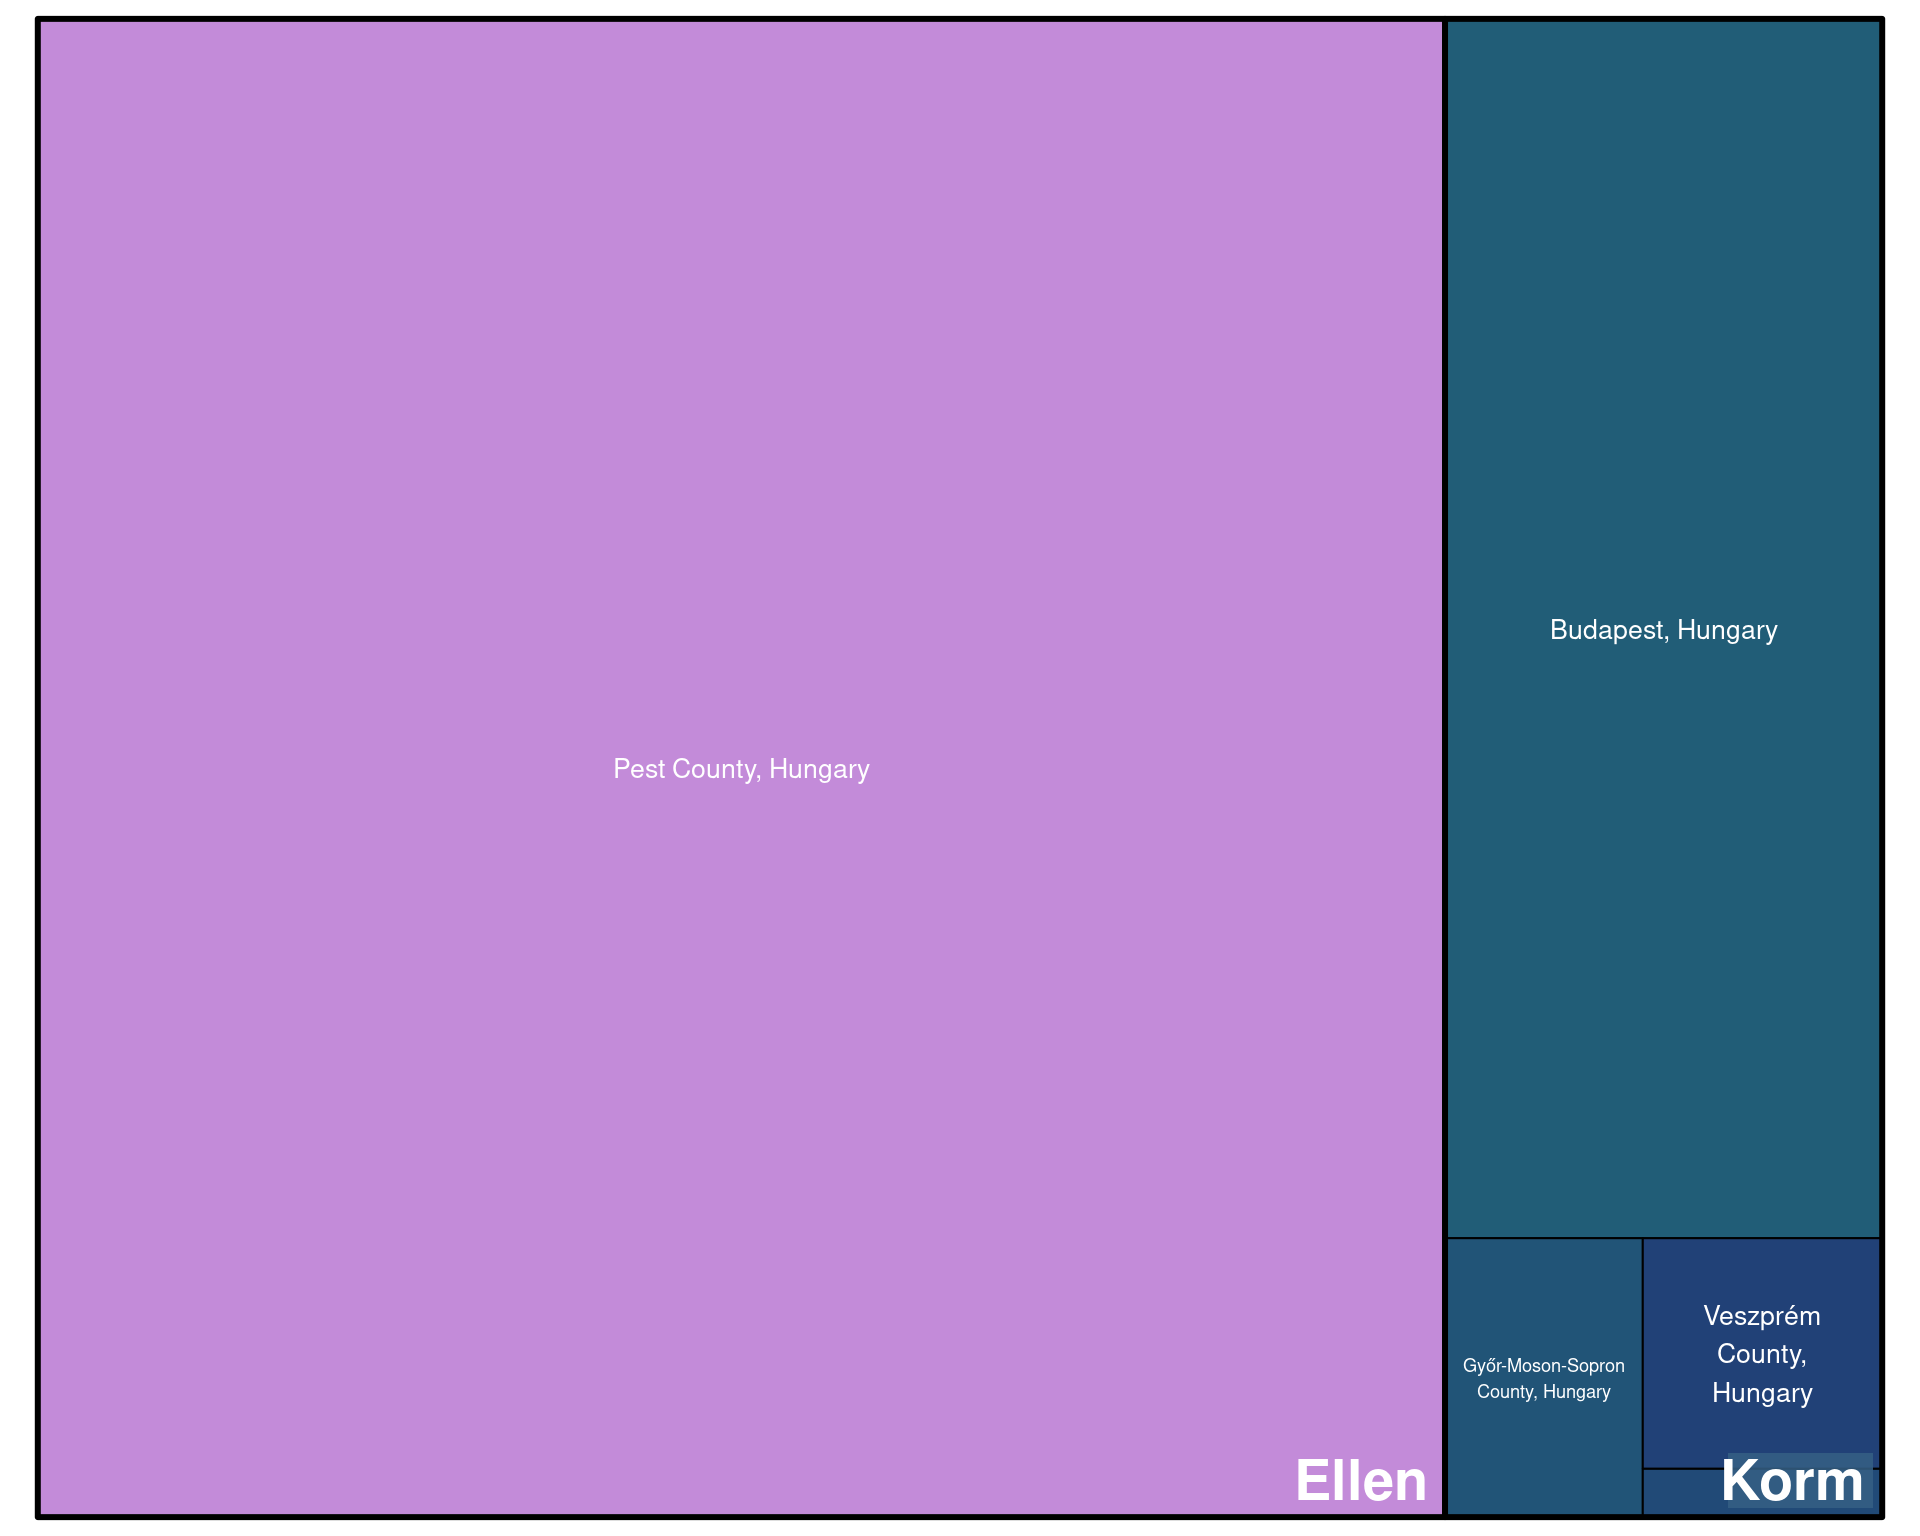 Pest County, Hungary
Ellen
Budapest, Hungary
Győr-Moson-Sopron
County, Hungary
Veszprém
County,
Hungary
Korm